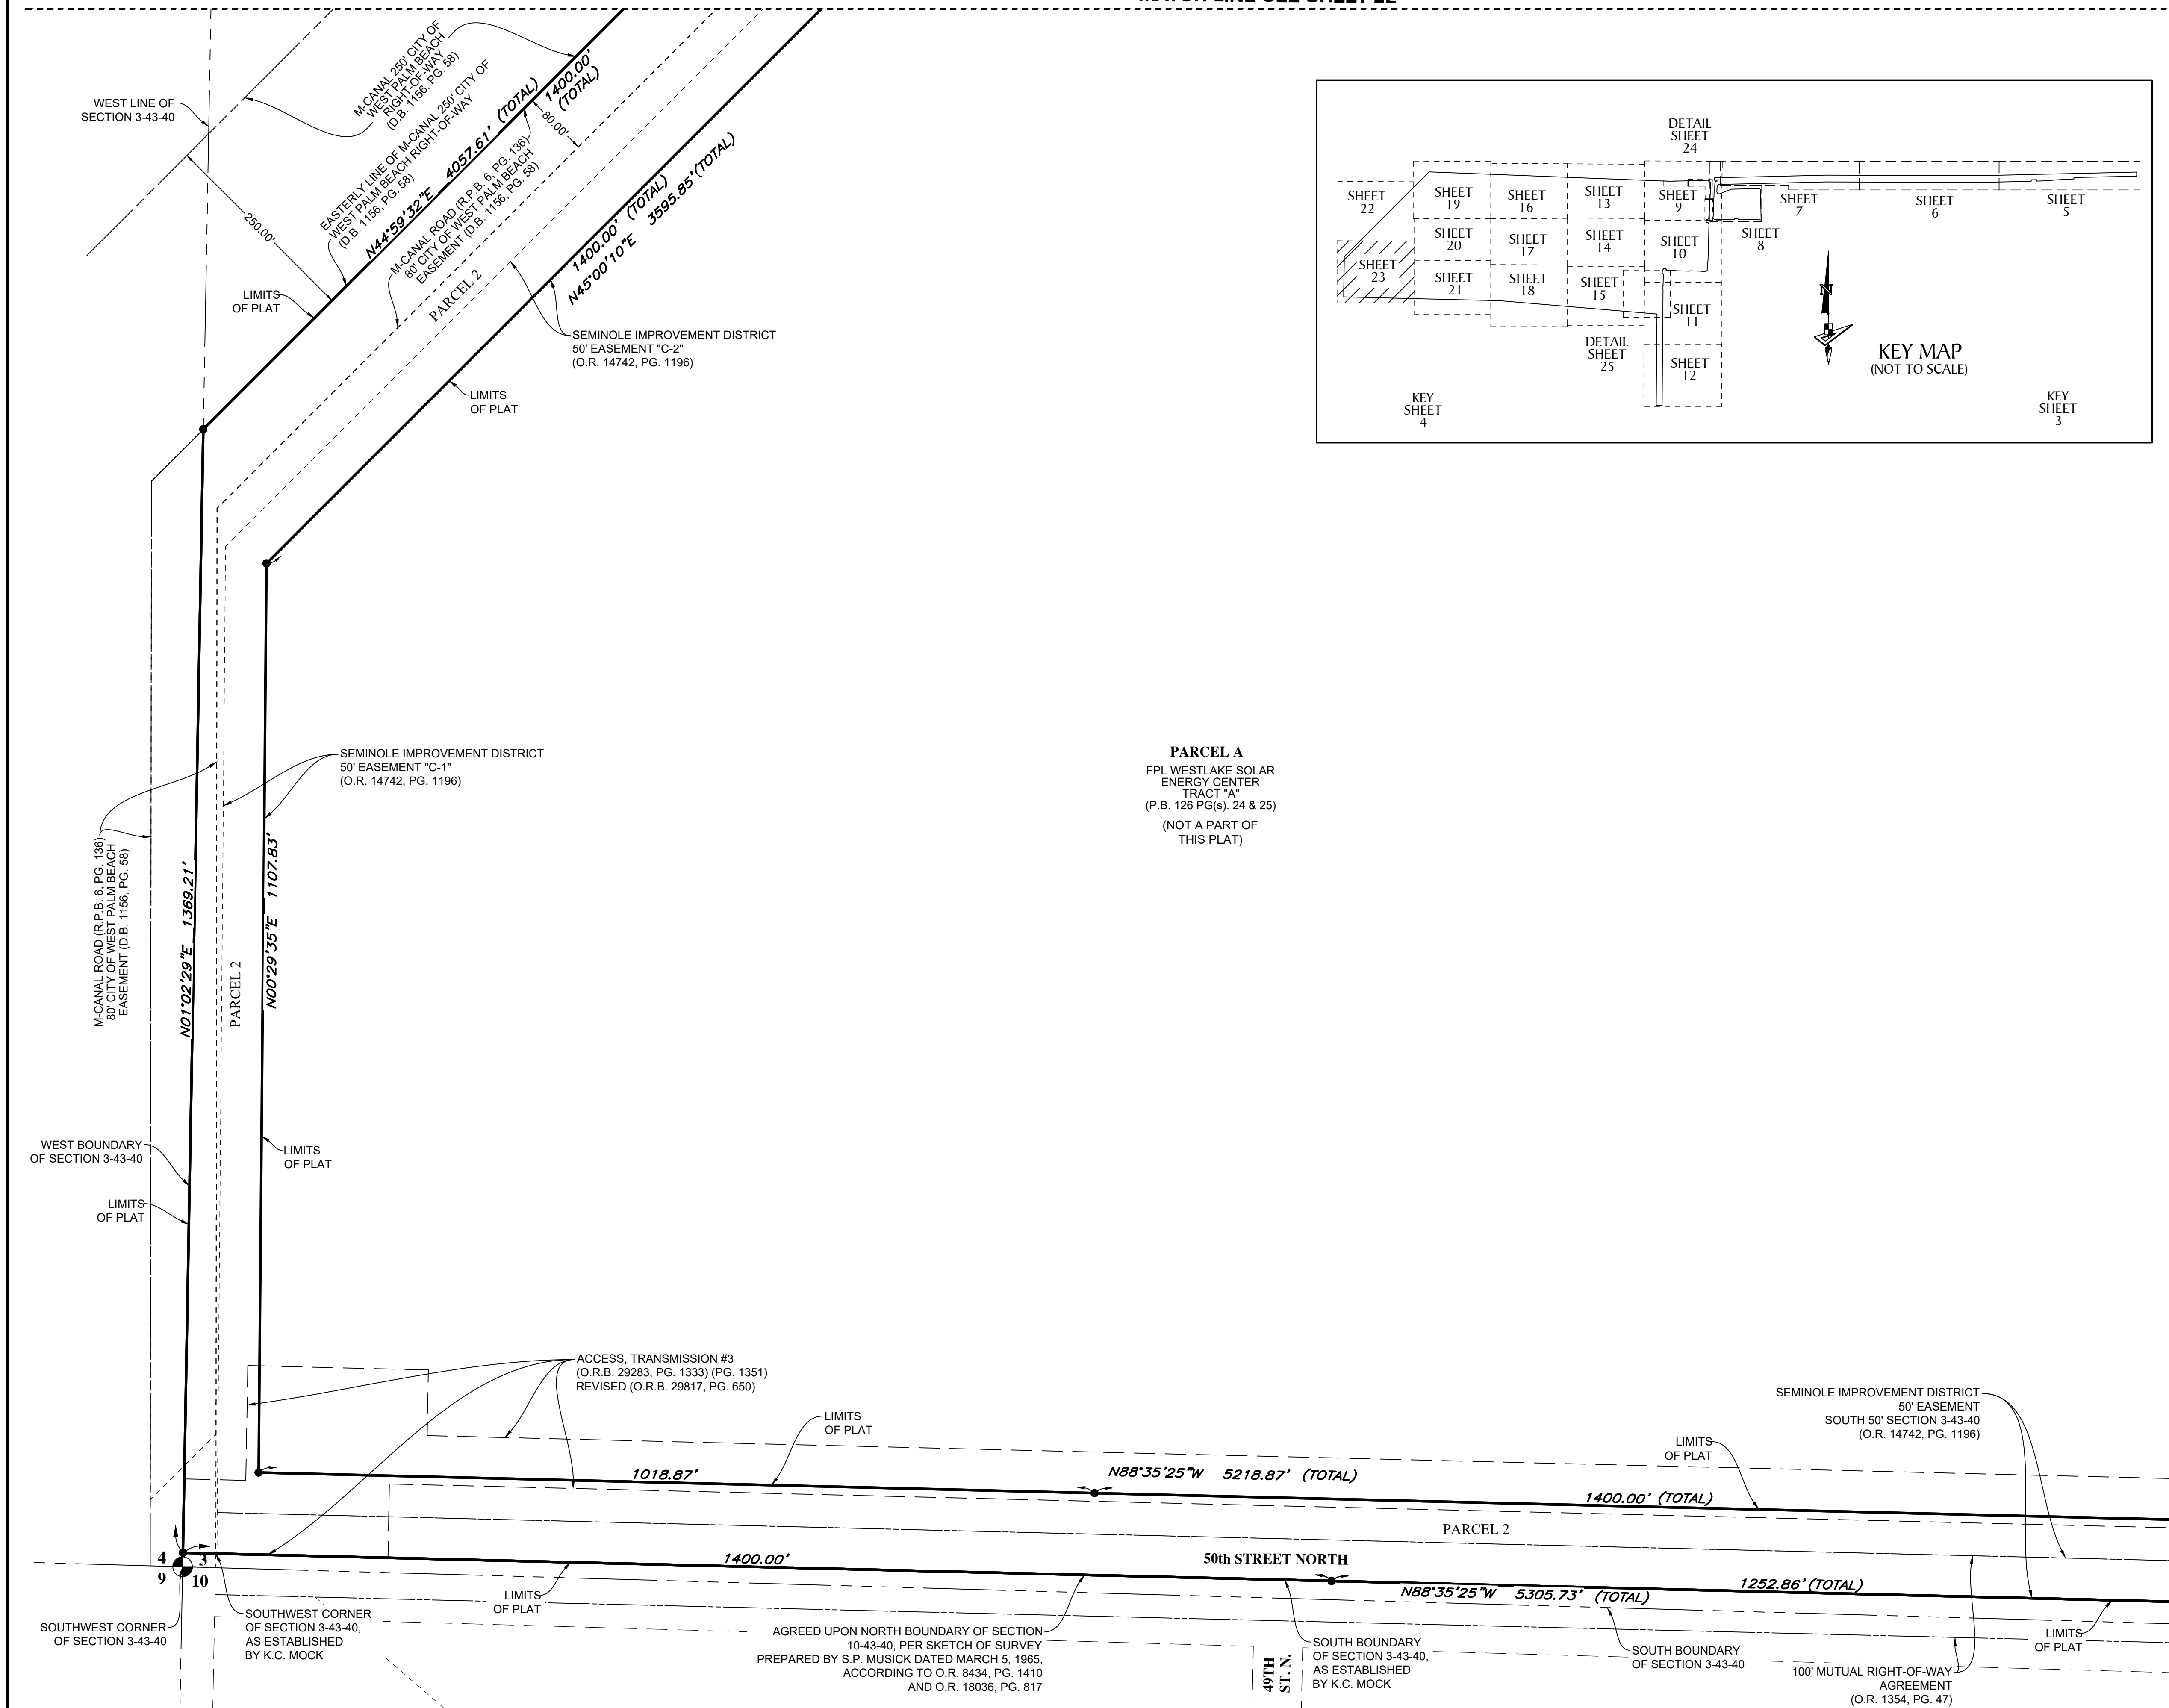 MATCH LINE SEE SHEET 22
WEST LINE OF
SECTION 3-43-40
M-CANAL 250' CITY OF
WEST PALM BEACH
RIGHT-OF-WAY
(D.B. 1156, PG. 58)
EASTERLY LINE OF M-CANAL 250' CITY OF
WEST PALM BEACH RIGHT-OF-WAY
(D.B. 1156, PG. 58)
N44°59'32"E 4057.61' (TOTAL)
1400.00'
(TOTAL)
80.00'
250.00'
M-CANAL ROAD (R.P.B. 6, PG. 136)
80' CITY OF WEST PALM BEACH
EASEMENT (D.B. 1156, PG. 58)
PARCEL 2
1400.00' (TOTAL)
N45°00'10"E 3595.85' (TOTAL)
LIMITS
OF PLAT
SEMINOLE IMPROVEMENT DISTRICT
50' EASEMENT "C-2"
(O.R. 14742, PG. 1196)
LIMITS
OF PLAT
DETAIL
SHEET
24
SHEET
22
SHEET
19
SHEET
16
SHEET
13
SHEET
9
SHEET
7
SHEET
6
SHEET
5
SHEET
20
SHEET
17
SHEET
14
SHEET
10
SHEET
8
SHEET
23
SHEET
21
SHEET
18
SHEET
15
SHEET
11
DETAIL
SHEET
25
SHEET
12
N
KEY MAP
(NOT TO SCALE)
KEY
SHEET
4
KEY
SHEET
3
SEMINOLE IMPROVEMENT DISTRICT
50' EASEMENT "C-1"
(O.R. 14742, PG. 1196)
PARCEL A
FPL WESTLAKE SOLAR
ENERGY CENTER
TRACT "A"
(P.B. 126 PG(s). 24 & 25)
(NOT A PART OF
THIS PLAT)
M-CANAL ROAD (R.P.B. 6, PG. 136)
80' CITY OF WEST PALM BEACH
EASEMENT (D.B. 1156, PG. 58)
N01°02'29"E 1369.21'
PARCEL 2
N00°29'35"E 1107.83'
WEST BOUNDARY
OF SECTION 3-43-40
LIMITS
OF PLAT
LIMITS
OF PLAT
ACCESS, TRANSMISSION #3
(O.R.B. 29283, PG. 1333) (PG. 1351)
REVISED (O.R.B. 29817, PG. 650)
LIMITS
OF PLAT
SEMINOLE IMPROVEMENT DISTRICT
50' EASEMENT
SOUTH 50' SECTION 3-43-40
(O.R. 14742, PG. 1196)
LIMITS
OF PLAT
1018.87'
N88°35'25"W 5218.87' (TOTAL)
1400.00' (TOTAL)
PARCEL 2
4 3
9 10
1400.00'
50th STREET NORTH
N88°35'25"W 5305.73' (TOTAL)
1252.86' (TOTAL)
LIMITS
OF PLAT
SOUTHWEST CORNER
OF SECTION 3-43-40
SOUTHWEST CORNER
OF SECTION 3-43-40,
AS ESTABLISHED
BY K.C. MOCK
AGREED UPON NORTH BOUNDARY OF SECTION
10-43-40, PER SKETCH OF SURVEY
PREPARED BY S.P. MUSICK DATED MARCH 5, 1965,
ACCORDING TO O.R. 8434, PG. 1410
AND O.R. 18036, PG. 817
49TH
ST. N.
SOUTH BOUNDARY
OF SECTION 3-43-40,
AS ESTABLISHED
BY K.C. MOCK
SOUTH BOUNDARY
OF SECTION 3-43-40
LIMITS
OF PLAT
100' MUTUAL RIGHT-OF-WAY
AGREEMENT
(O.R. 1354, PG. 47)